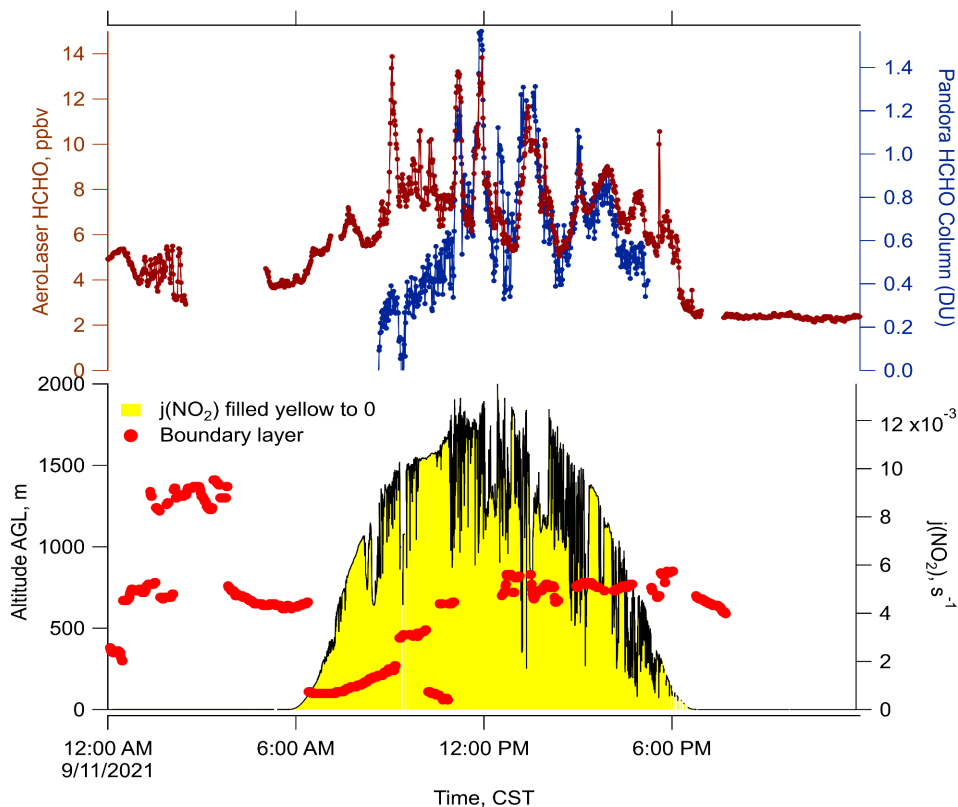 14
12
10
8
6
4
2
0
AeroLaser HCHO, ppbv
1.4
1.2
1.0
0.8
0.6
0.4
0.2
0.0
Pandora HCHO Column (DU)
2000
1500
1000
500
0
Altitude AGL, m
j(NO₂) filled yellow to 0
Boundary layer
12 x10⁻³
10
8
6
4
2
0
j(NO₂), s⁻¹
12:00 AM
9/11/2021
6:00 AM
12:00 PM
6:00 PM
Time, CST